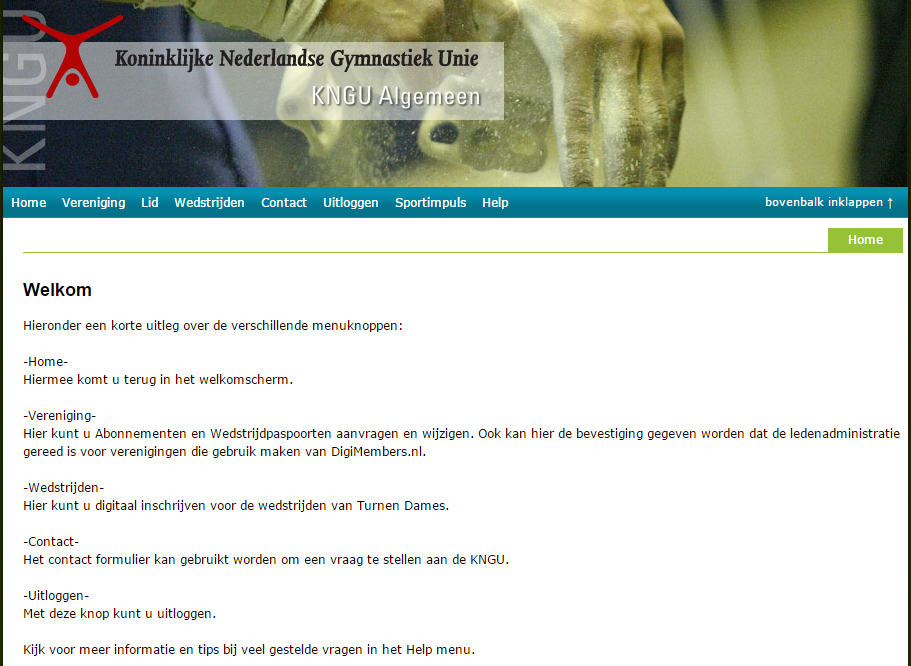 KNGU
Koninklijke Nederlandse Gymnastiek Unie
KNGU Algemeen
Home Vereniging Lid Wedstrijden Contact Uitloggen Sportimpuls Help bovenbalk inklappen ↑
Home
Welkom
Hieronder een korte uitleg over de verschillende menuknoppen:
-Home-
Hiermee komt u terug in het welkomscherm.
-Vereniging-
Hier kunt u Abonnementen en Wedstrijdpaspoorten aanvragen en wijzigen. Ook kan hier de bevestiging gegeven worden dat de ledenadministratie
gereed is voor verenigingen die gebruik maken van DigiMembers.nl.
-Wedstrijden-
Hier kunt u digitaal inschrijven voor de wedstrijden van Turnen Dames.
-Contact-
Het contact formulier kan gebruikt worden om een vraag te stellen aan de KNGU.
-Uitloggen-
Met deze knop kunt u uitloggen.
Kijk voor meer informatie en tips bij veel gestelde vragen in het Help menu.